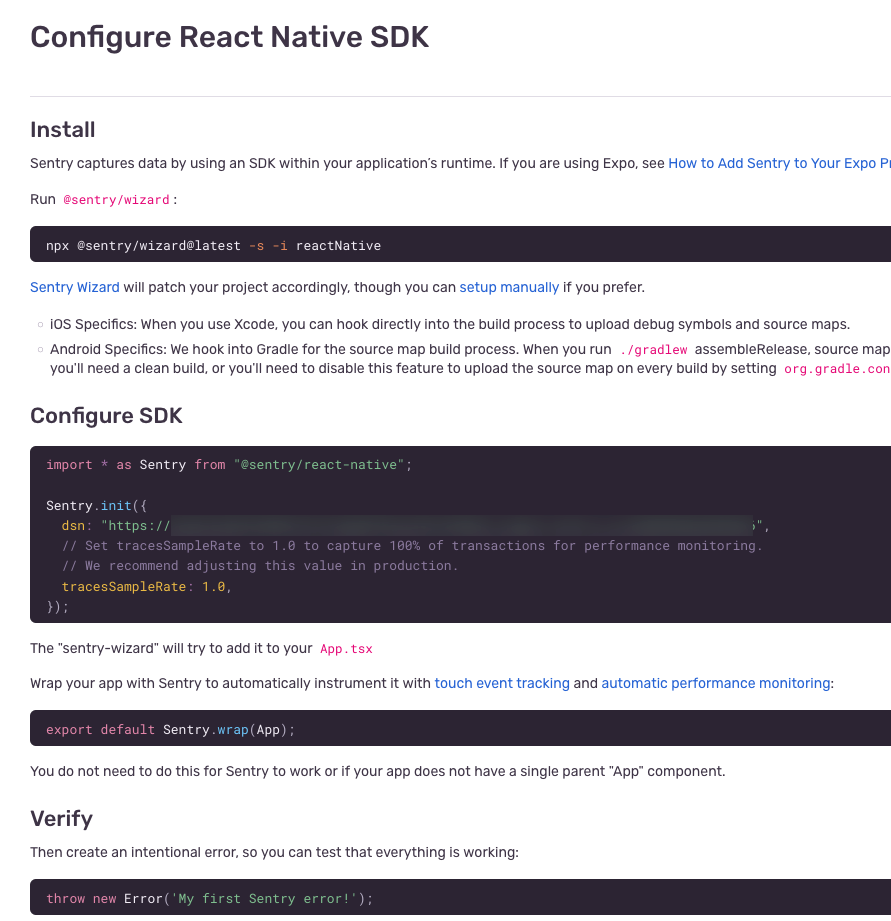 Configure React Native SDK
Install
Sentry captures data by using an SDK within your application's runtime. If you are using Expo, see How to Add Sentry to Your Expo
Run @sentry/wizard:
npx @sentry/wizard@latest -s -i reactNative
Sentry Wizard will patch your project accordingly, though you can setup manually if you prefer.
iOS Specifics: When you use Xcode, you can hook directly into the build process to upload debug symbols and source maps.
Android Specifics: We hook into Gradle for the source map build process. When you run ./gradlew assembleRelease, source map
you'll need a clean build, or you'll need to disable this feature to upload the source map on every build by setting org.gradle.con
Configure SDK
import * as Sentry from "@sentry/react-native";
Sentry.init({
dsn: "https://
",
// Set tracesSampleRate to 1.0 to capture 100% of transactions for performance monitoring.
// We recommend adjusting this value in production.
tracesSampleRate: 1.0,
});
The "sentry-wizard" will try to add it to your App.tsx
Wrap your app with Sentry to automatically instrument it with touch event tracking and automatic performance monitoring:
export default Sentry.wrap(App);
You do not need to do this for Sentry to work or if your app does not have a single parent "App" component.
Verify
Then create an intentional error, so you can test that everything is working:
throw new Error('My first Sentry error!');